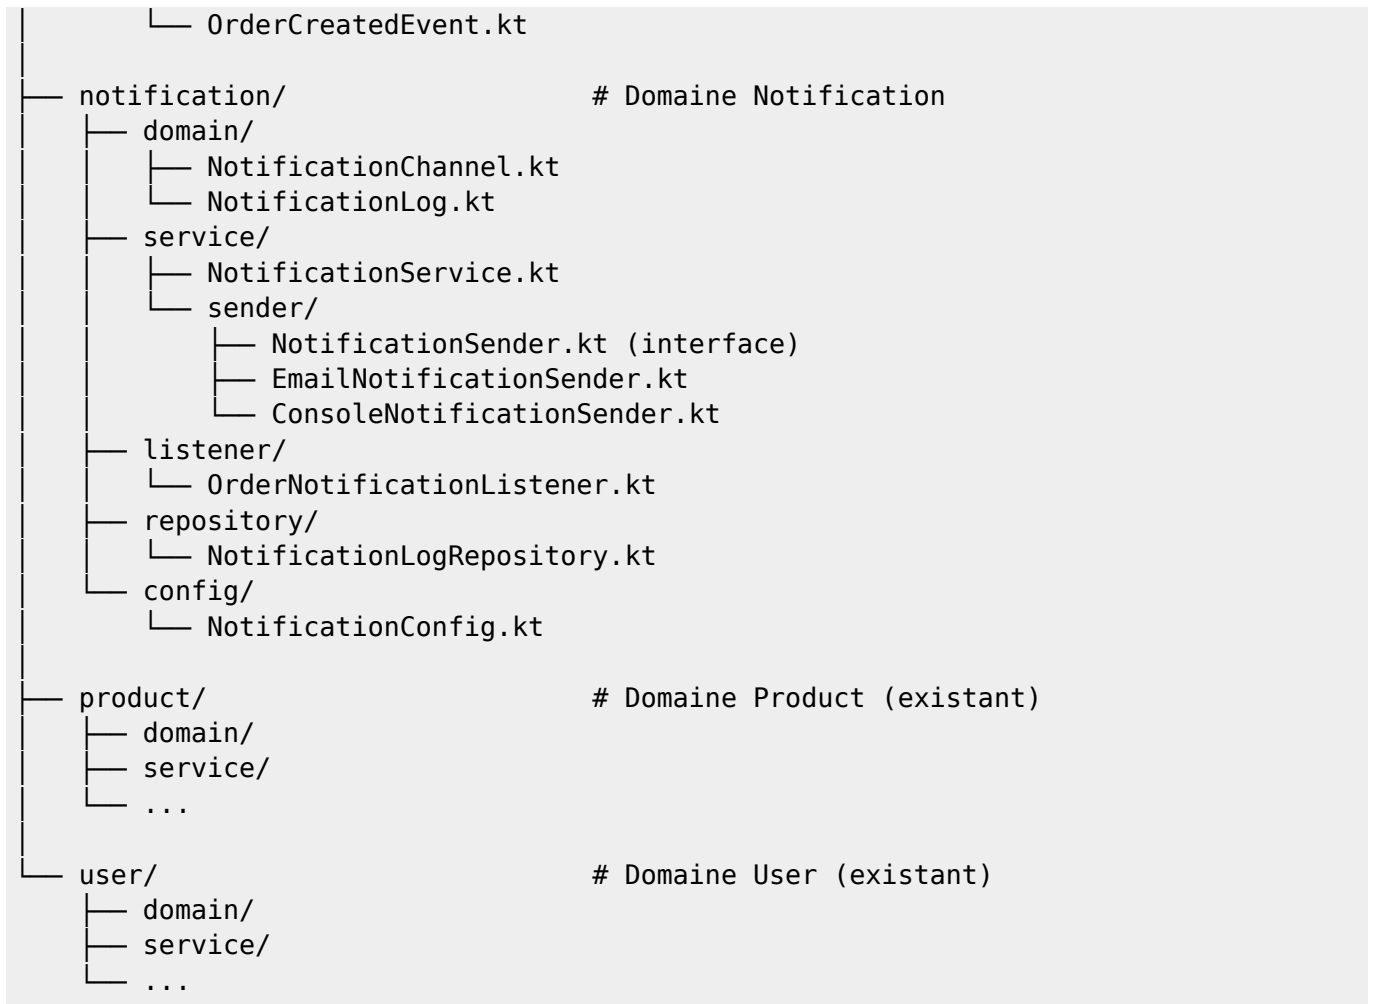 │       └── OrderCreatedEvent.kt
│
├── notification/                   # Domaine Notification
│   ├── domain/
│   │   ├── NotificationChannel.kt
│   │   └── NotificationLog.kt
│   ├── service/
│   │   ├── NotificationService.kt
│   │   └── sender/
│   │       ├── NotificationSender.kt (interface)
│   │       ├── EmailNotificationSender.kt
│   │       └── ConsoleNotificationSender.kt
│   ├── listener/
│   │   └── OrderNotificationListener.kt
│   ├── repository/
│   │   └── NotificationLogRepository.kt
│   └── config/
│       └── NotificationConfig.kt
│
├── product/                        # Domaine Product (existant)
│   ├── domain/
│   ├── service/
│   └── ...
│
└── user/                           # Domaine User (existant)
    ├── domain/
    ├── service/
    └── ...